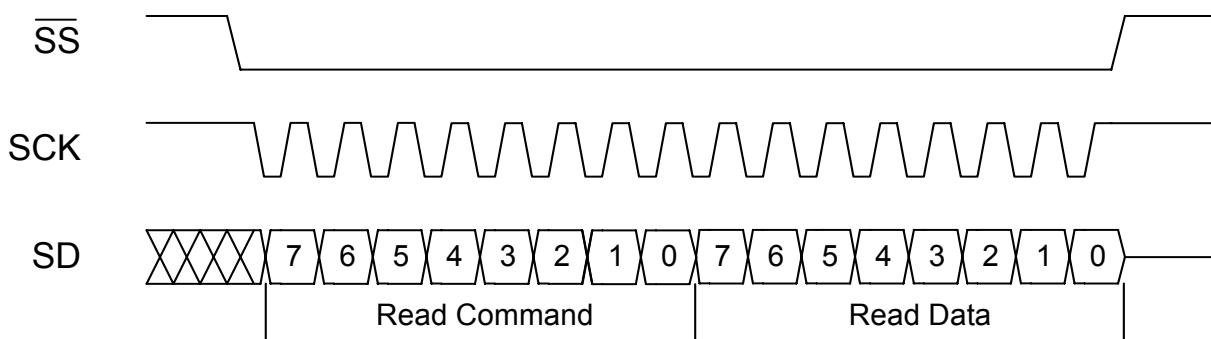 SS
SCK
SD 7 6 5 4 3 2 1 0 7 6 5 4 3 2 1 0
Read Command Read Data